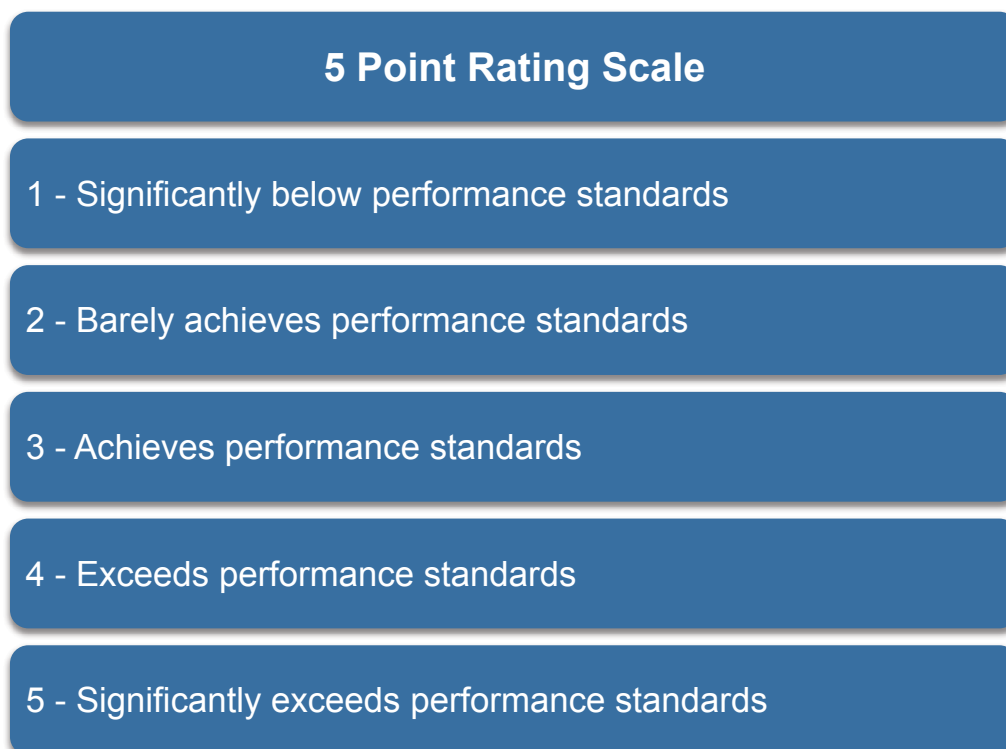 5 Point Rating Scale
1 - Significantly below performance standards
2 - Barely achieves performance standards
3 - Achieves performance standards
4 - Exceeds performance standards
5 - Significantly exceeds performance standards